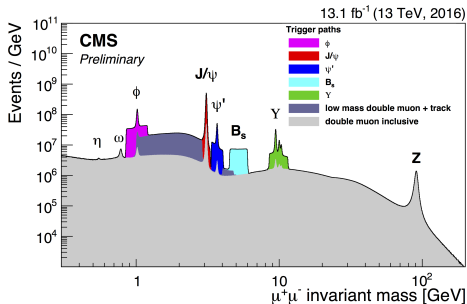 13.1 fb⁻¹ (13 TeV, 2016)
Events / GeV
10¹¹
10¹⁰
10⁹
10⁸
10⁷
10⁶
10⁵
10⁴
CMS
Preliminary
η
ω
ϕ
J/ψ
ψ'
Bₛ
Υ
Z
Trigger paths
ϕ
J/ψ
ψ'
Bₛ
Υ
low mass double muon + track
double muon inclusive
1
10
10²
μ⁺μ⁻ invariant mass [GeV]